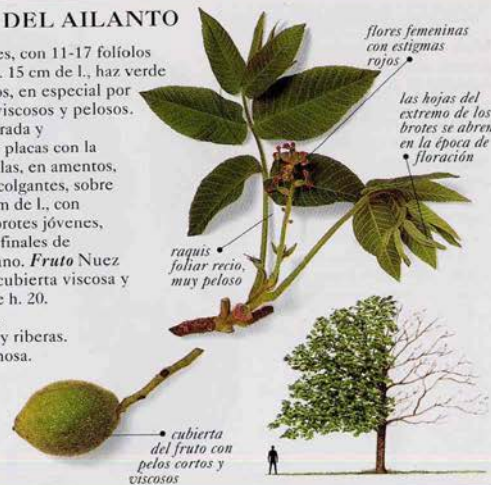 DEL AILANTO
es, con 11-17 folíolos
. 15 cm de l., haz verde
os, en especial por
viscosos y pelosos.
rada y
placas con la
las, en amentos,
colgantes, sobre
m de l., con
brotes jóvenes,
finales de
no. Fruto Nuez
cubierta viscosa y
e h. 20.
y riberas.
nosa.
flores femeninas
con estigmas
rojos
las hojas del
extremo de los
brotes se abren
en la época de
floración
raquis
foliar recio,
muy peloso
cubierta
del fruto con
pelos cortos y
viscosos